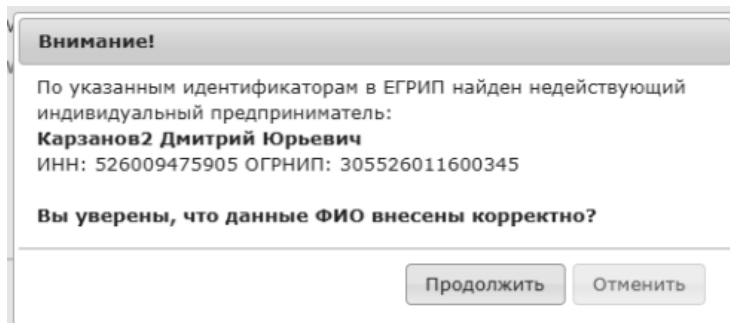 Внимание!
По указанным идентификаторам в ЕГРИП найден недействующий
индивидуальный предприниматель:
Карзанов2 Дмитрий Юрьевич
ИНН: 526009475905 ОГРНИП: 305526011600345
Вы уверены, что данные ФИО внесены корректно?
Продолжить Отменить